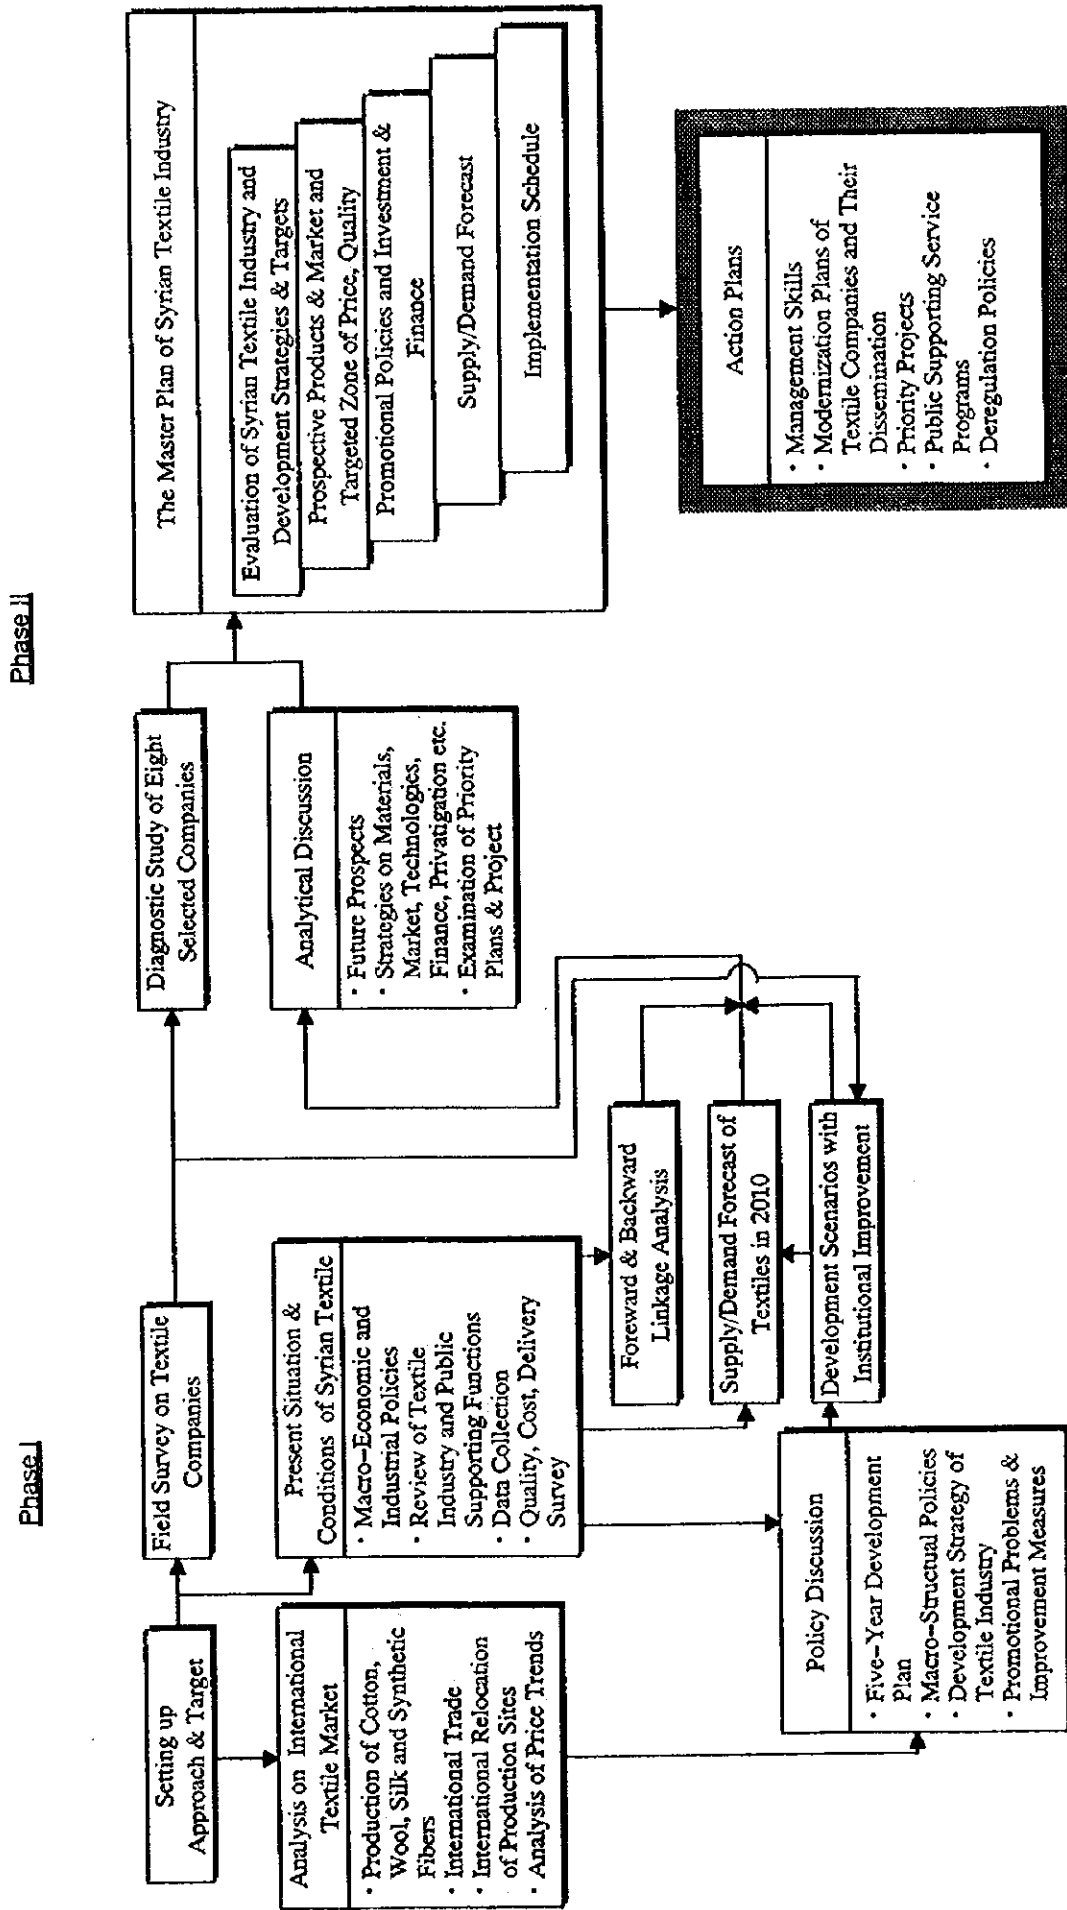 Phase I
Phase II
Setting up
Approach & Target
Analysis on International
Textile Market
· Production of Cotton,
Wool, Silk and Synthetic
Fibers
· International Trade
· International Relocation
of Production Sites
· Analysis of Price Trends
Field Survey on Textile
Companies
Present Situation &
Conditions of Syrian Textile
· Macro-Economic and
Industrial Policies
· Review of Textile
Industry and Public
Supporting Functions
· Data Collection
· Quality, Cost, Delivery
Survey
Policy Discussion
· Five-Year Development
Plan
· Macro-Structual Policies
· Development Strategy of
Textile Industry
· Promotional Problems &
Improvement Measures
Foreward & Backward
Linkage Analysis
Supply/Demand Forecast of
Textiles in 2010
Development Scenarios with
Institutional Improvement
Diagnostic Study of Eight
Selected Companies
Analytical Discussion
· Future Prospects
· Strategies on Materials,
Market, Technologies,
Finance, Privatigation etc.
· Examination of Priority
Plans & Project
The Master Plan of Syrian Textile Industry
Evaluation of Syrian Textile Industry and
Development Strategies & Targets
Prospective Products & Market and
Targeted Zone of Price, Quality
Promotional Policies and Investment &
Finance
Supply/Demand Forecast
Implementation Schedule
Action Plans
· Management Skills
· Modernization Plans of
Textile Companies and Their
Dissemination
· Priority Projects
· Public Supporting Service
Programs
· Deregulation Policies